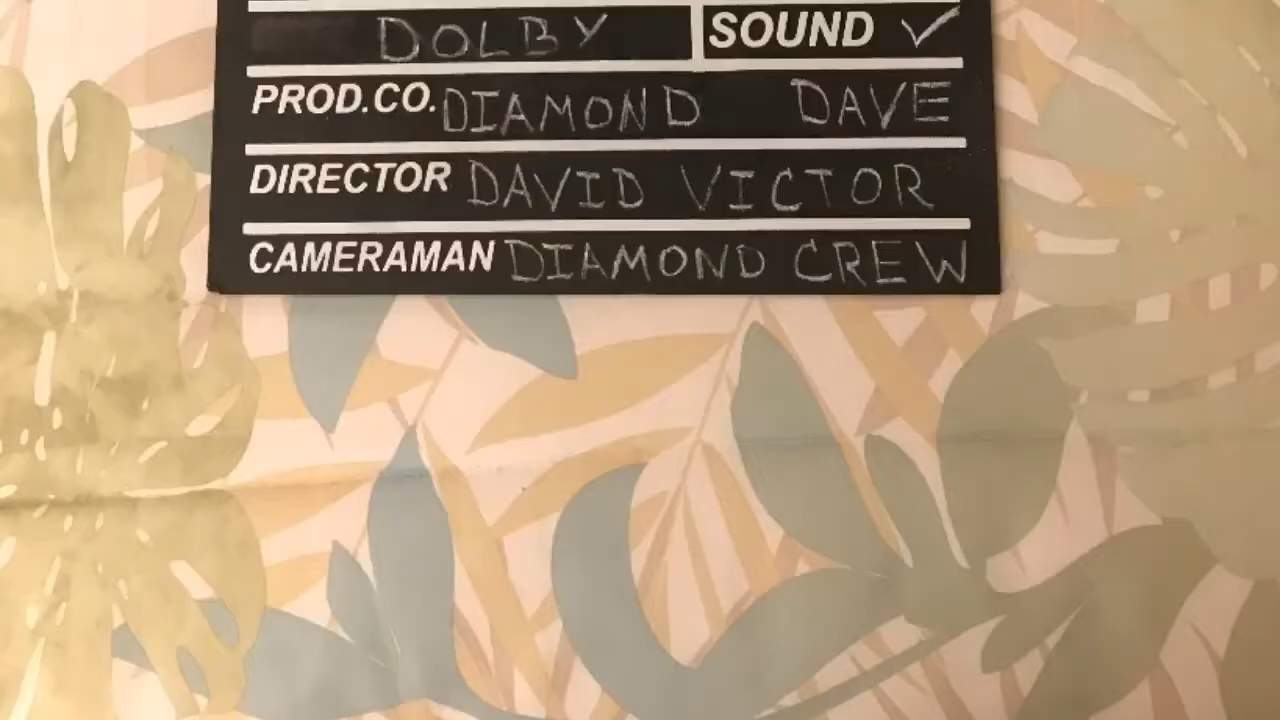 DOLBY SOUND ✓
PROD.CO. DIAMOND DAVE
DIRECTOR DAVID VICTOR
CAMERAMAN DIAMOND CREW